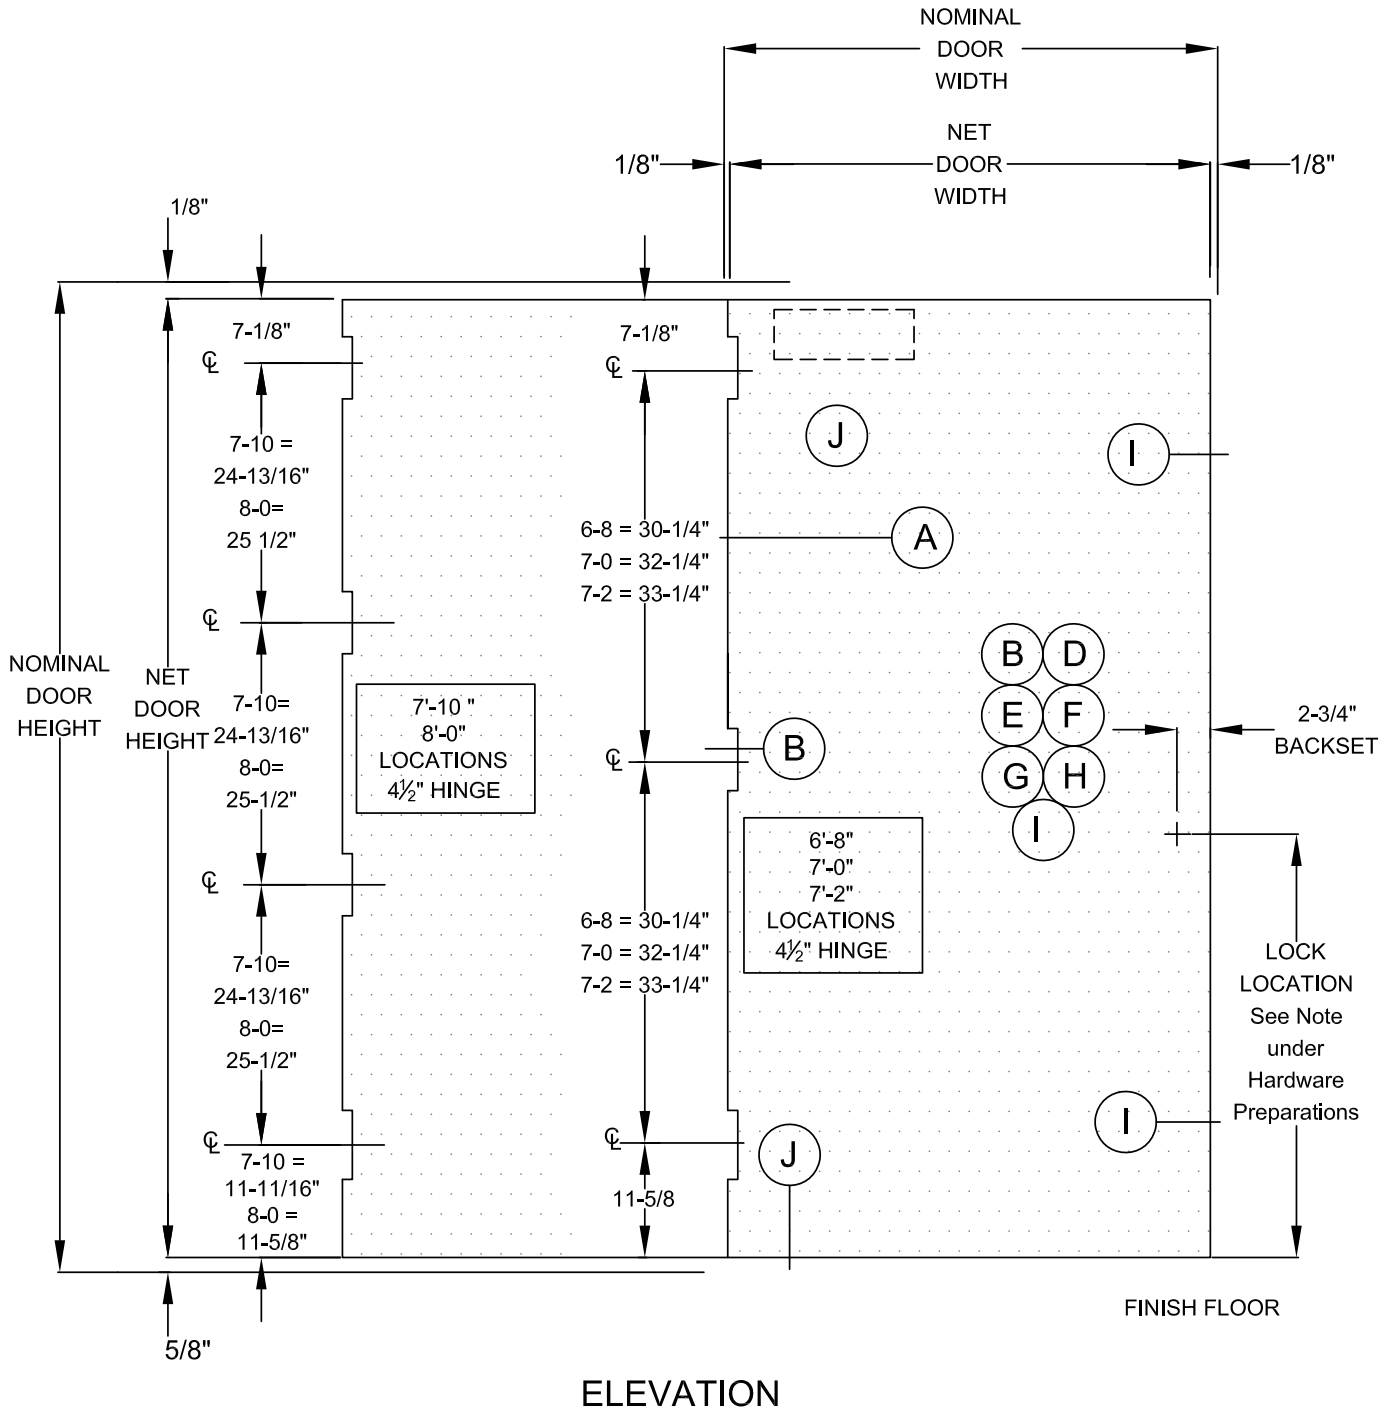 NOMINAL
DOOR
WIDTH
NET
DOOR
WIDTH
1/8"
1/8"
1/8"
7-1/8"
7-1/8"
℄
℄
J
I
7-10 =
24-13/16"
8-0=
25 1/2"
6-8 = 30-1/4"
7-0 = 32-1/4"
7-2 = 33-1/4"
A
℄
NOMINAL
DOOR
HEIGHT
NET
DOOR
HEIGHT
7-10=
24-13/16"
8-0=
25-1/2"
7'-10 "
8'-0"
LOCATIONS
4½" HINGE
℄
B
B D
E F
G H
I
2-3/4"
BACKSET
6'-8"
7'-0"
7'-2"
LOCATIONS
4½" HINGE
℄
7-10=
24-13/16"
8-0=
25-1/2"
6-8 = 30-1/4"
7-0 = 32-1/4"
7-2 = 33-1/4"
LOCK
LOCATION
See Note
under
Hardware
Preparations
℄
℄
J
I
7-10 =
11-11/16"
8-0 =
11-5/8"
11-5/8
FINISH FLOOR
5/8"
ELEVATION